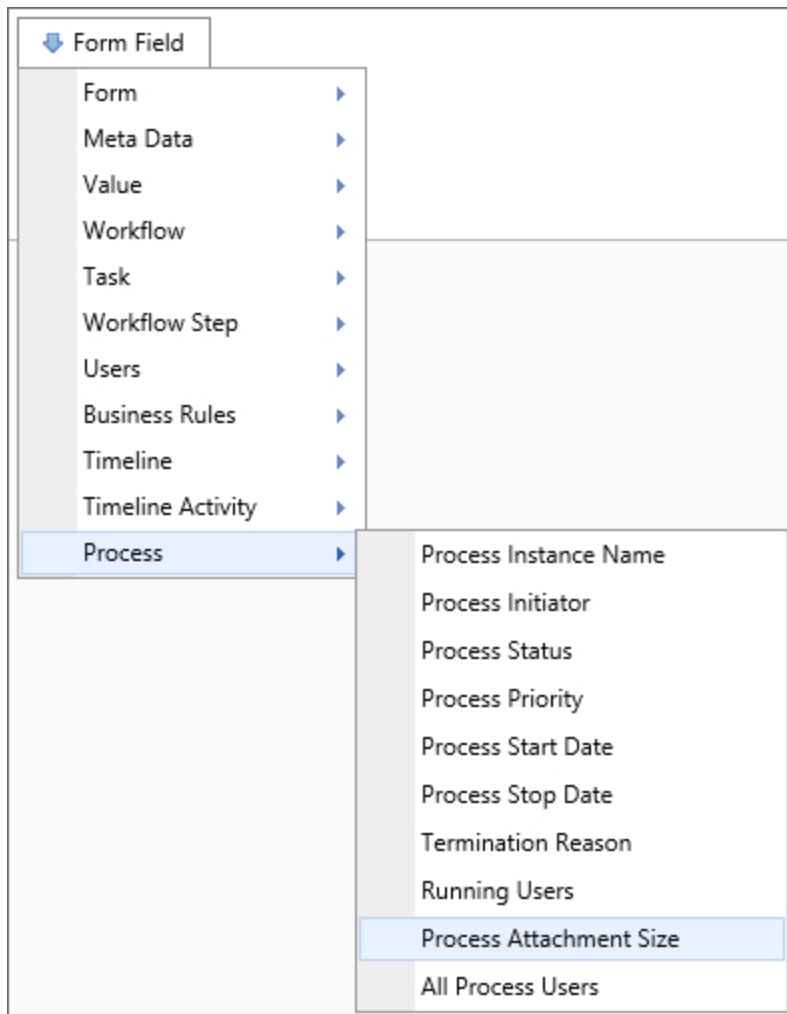 Form Field
Form
Meta Data
Value
Workflow
Task
Workflow Step
Users
Business Rules
Timeline
Timeline Activity
Process
Process Instance Name
Process Initiator
Process Status
Process Priority
Process Start Date
Process Stop Date
Termination Reason
Running Users
Process Attachment Size
All Process Users